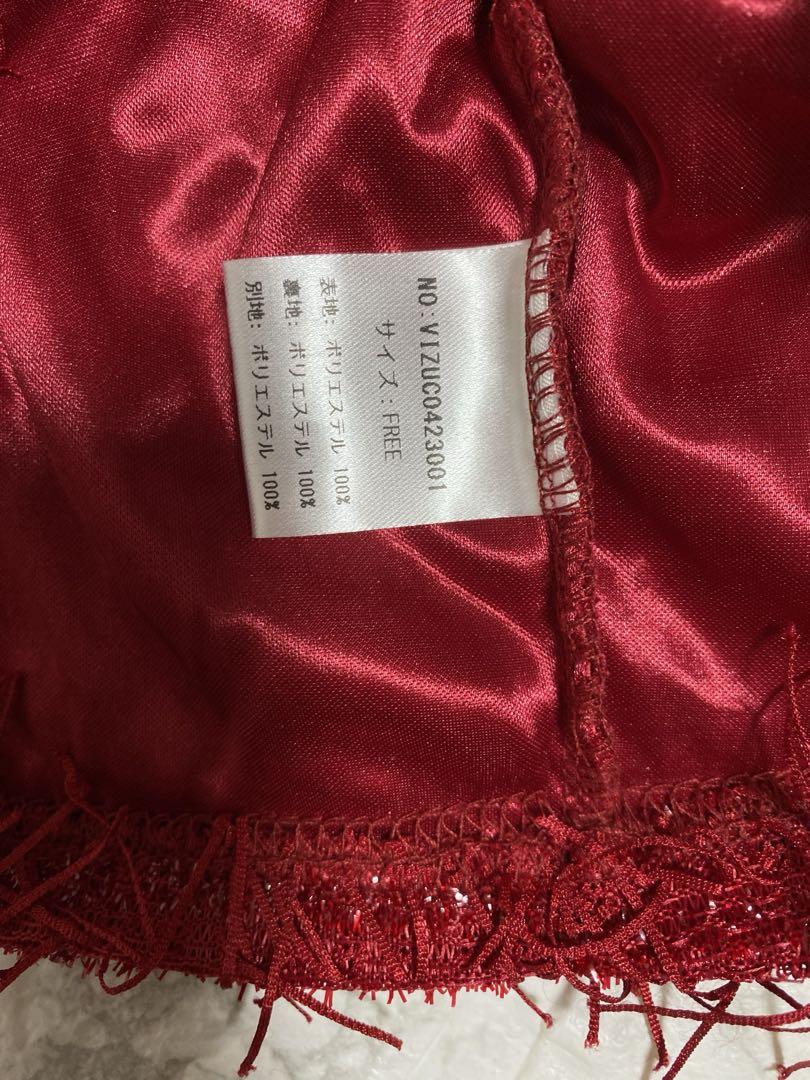 NO:VIZUC0423001
サイズ：FREE
表地: ポリエステル 100%
裏地: ポリエステル 100%
別地: ポリエステル 100%